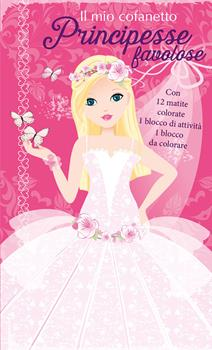 Il mio cofanetto
Principesse
favolose
Con
12 matite
colorate
1 blocco di attività
1 blocco
da colorare